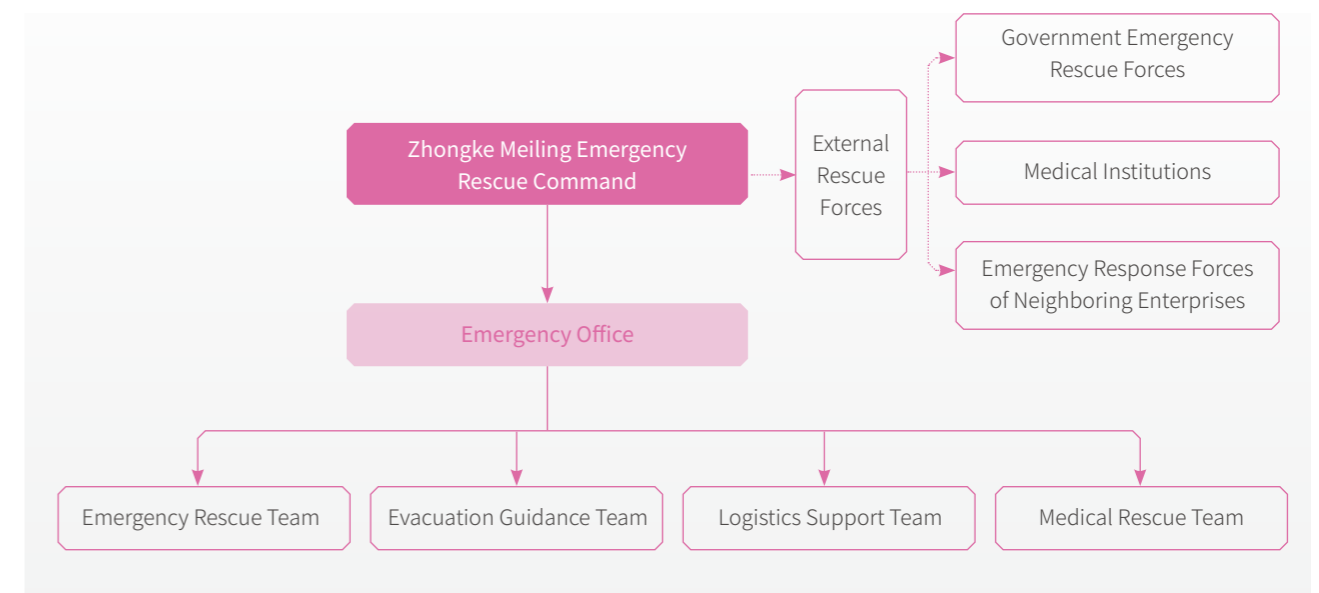 Government Emergency
Rescue Forces
Zhongke Meiling Emergency
Rescue Command
External
Rescue
Forces
Medical Institutions
Emergency Response Forces
of Neighboring Enterprises
Emergency Office
Emergency Rescue Team
Evacuation Guidance Team
Logistics Support Team
Medical Rescue Team